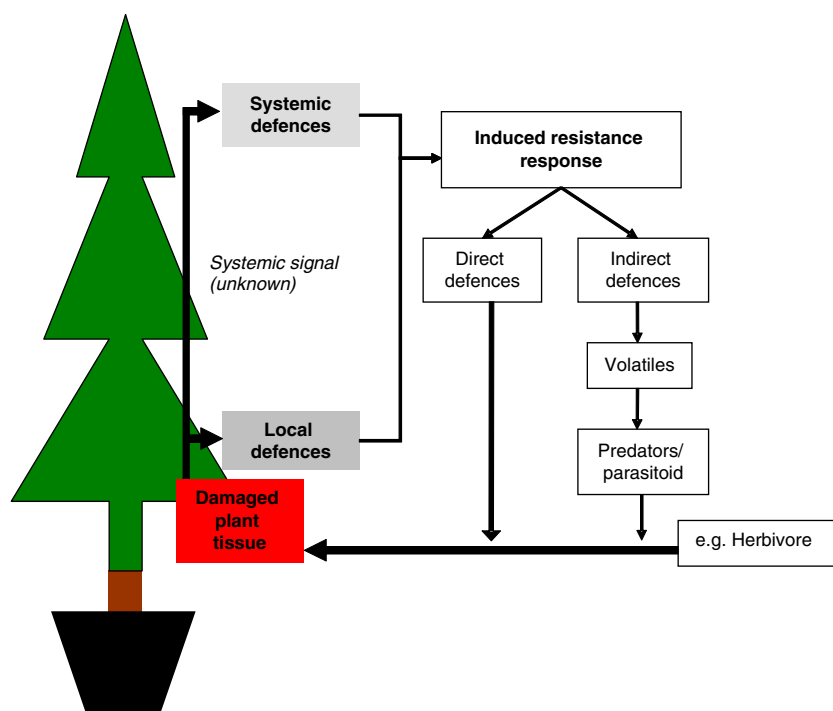 Systemic
defences
Induced resistance
response
Systemic signal
(unknown)
Direct
defences
Indirect
defences
Volatiles
Local
defences
Predators/
parasitoid
Damaged
plant
tissue
e.g. Herbivore